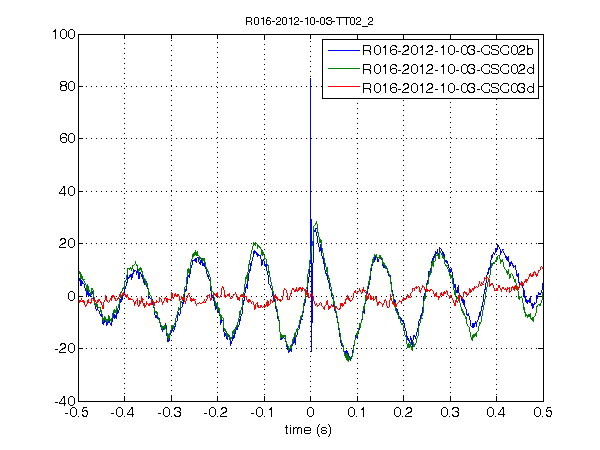 R016-2012-10-03-TT02_2
R016-2012-10-03-CSC02b
R016-2012-10-03-CSC02d
R016-2012-10-03-CSC03d
100
80
60
40
20
0
-20
-40
-0.5 -0.4 -0.3 -0.2 -0.1 0 0.1 0.2 0.3 0.4 0.5
time (s)